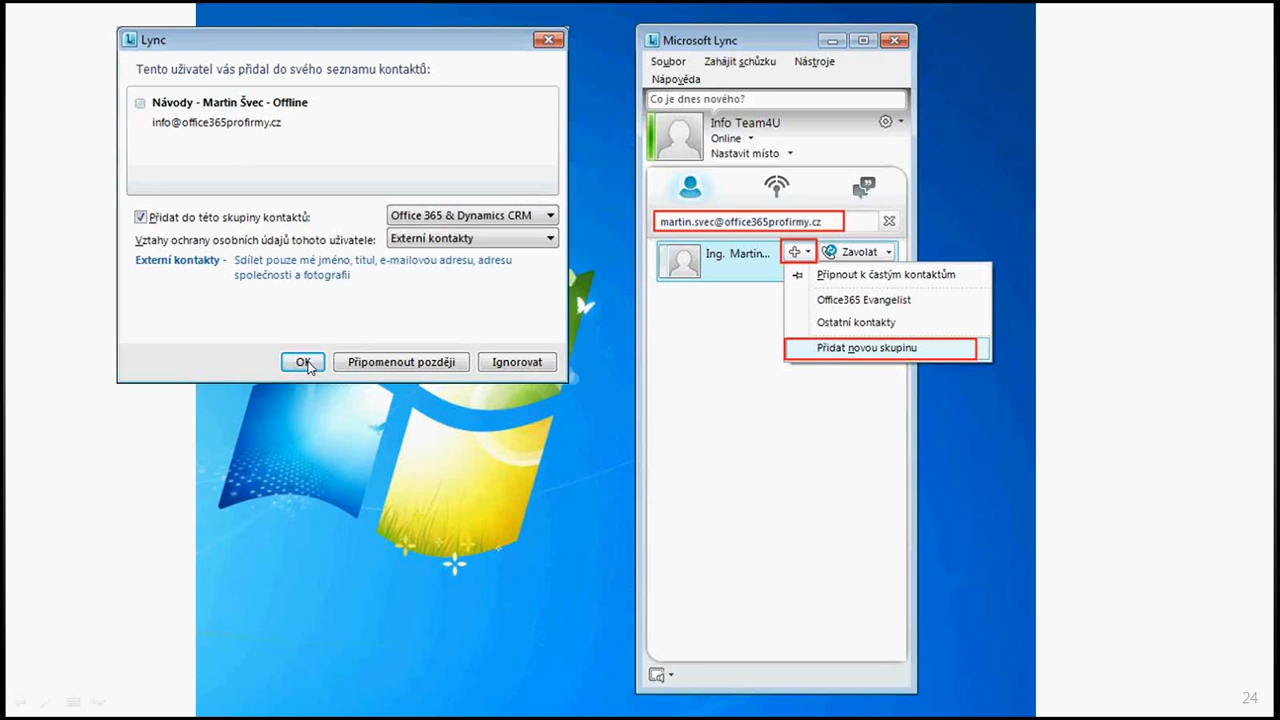 Lync
Tento uživatel vás přidal do svého seznamu kontaktů:
Návody - Martin Švec - Offline
info@office365profirmy.cz
Přidat do této skupiny kontaktů:
Office 365 & Dynamics CRM
Vztahy ochrany osobních údajů tohoto uživatele:
Externí kontakty
Externí kontakty - Sdílet pouze mé jméno, titul, e-mailovou adresu, adresu
společnosti a fotografii
OK
Připomenout později
Ignorovat
Microsoft Lync
Soubor
Zahájit schůzku
Nástroje
Nápověda
Co je dnes nového?
Info Team4U
Online
Nastavit místo
martin.svec@office365profirmy.cz
Ing. Martin...
Zavolat
Připnout k častým kontaktům
Office365 Evangelist
Ostatní kontakty
Přidat novou skupinu
24